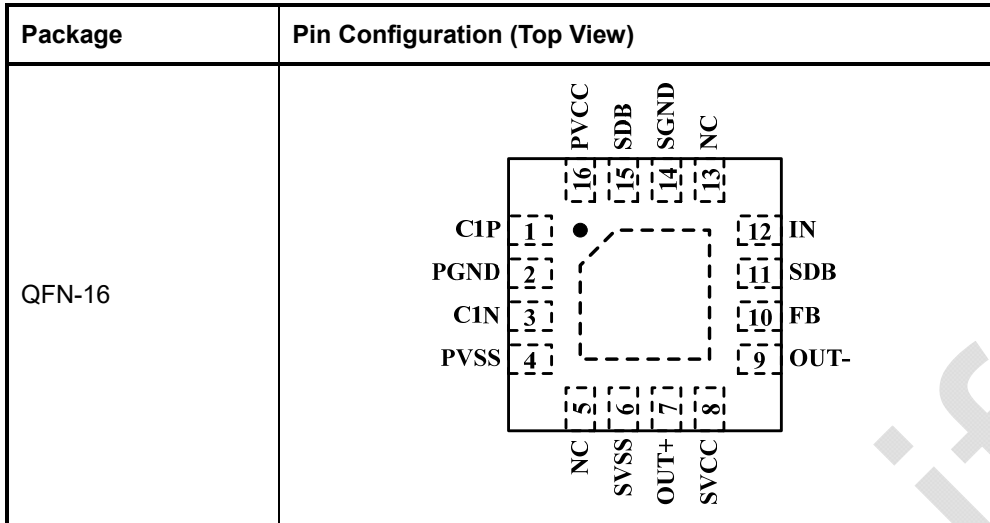 Package
Pin Configuration (Top View)
QFN-16
PVCC
SDB
SGND
NC
16
15
14
13
C1P 1
12 IN
PGND 2
11 SDB
C1N 3
10 FB
PVSS 4
9 OUT-
5
6
7
8
NC
SVSS
OUT+
SVCC